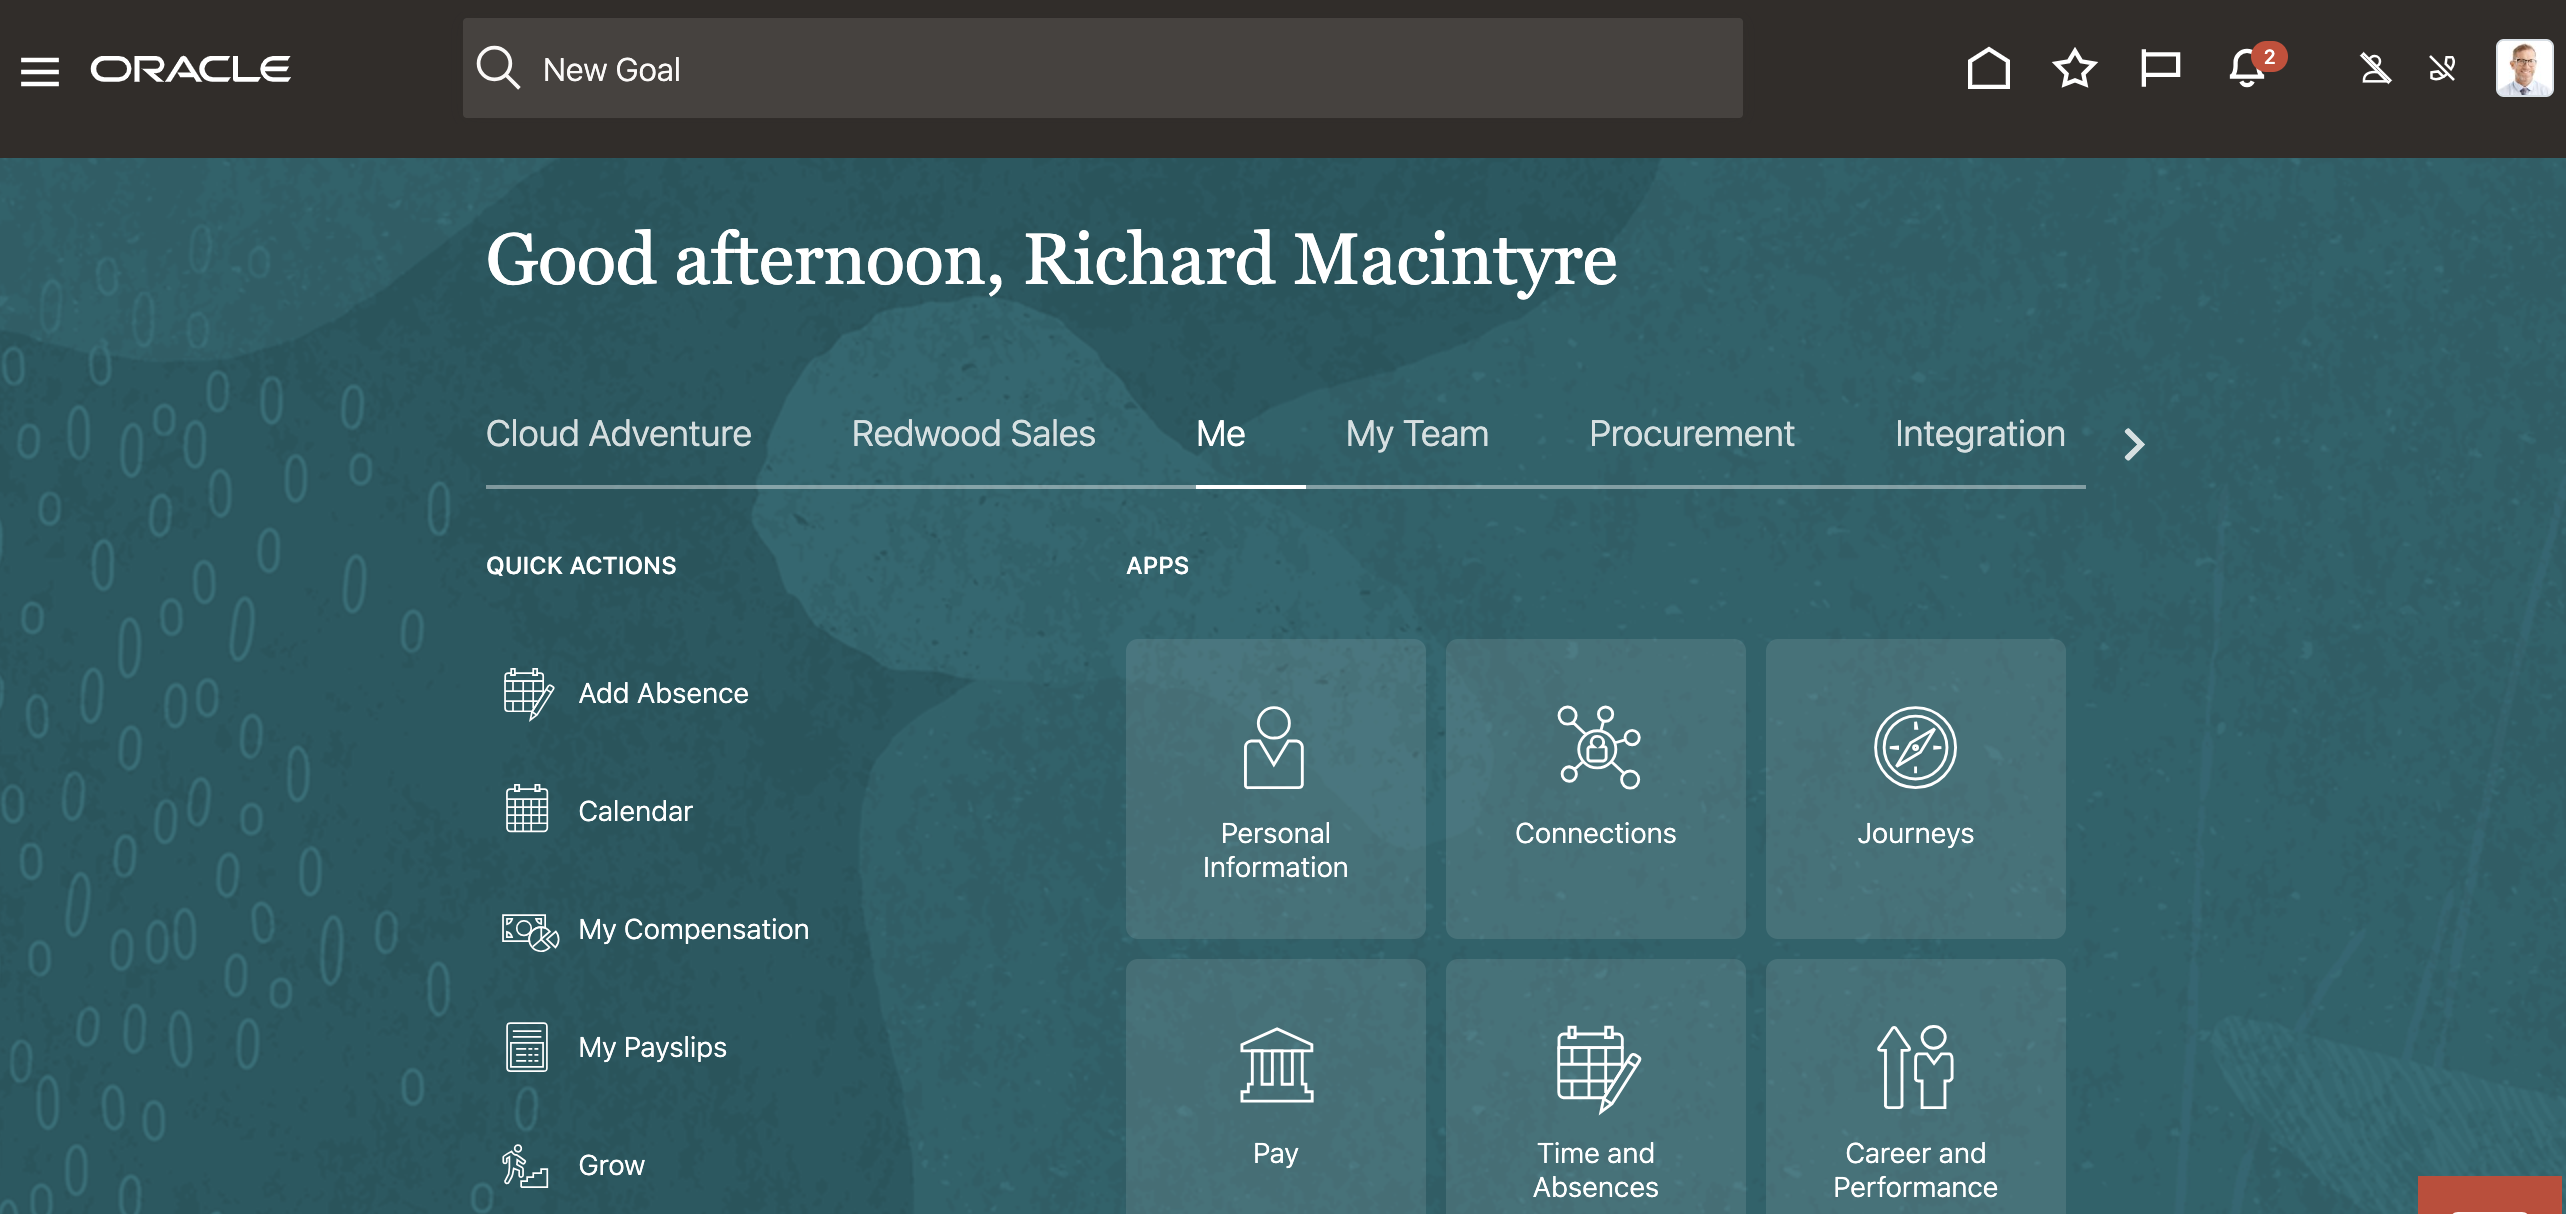 ORACLE
New Goal
2
Good afternoon, Richard Macintyre
Cloud Adventure
Redwood Sales
Me
My Team
Procurement
Integration
QUICK ACTIONS
Add Absence
Calendar
My Compensation
My Payslips
Grow
APPS
Personal
Information
Connections
Journeys
Pay
Time and
Absences
Career and
Performance